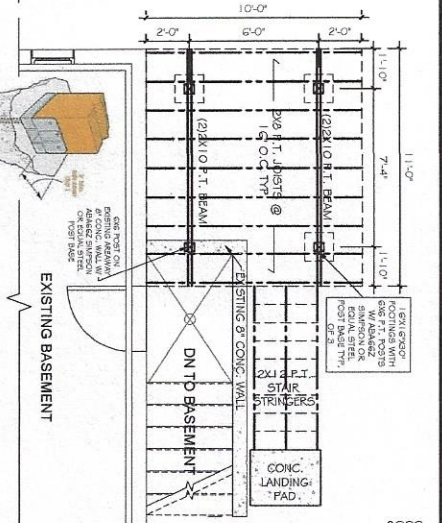 10'-0"
2'-0"
6'-0"
2'-0"
1'-10"
7'-4"
1'-10"
11'-0"
(2)2X10 P.T. BEAM
2X8 P.T. JOISTS @
16" O.C. TYP.
(2)2X10 P.T. BEAM
16"X16"X30"
FOOTINGS WITH
6X6 P.T. POSTS
W/ ABA66Z
SIMPSON OR
EQUAL STEEL
POST BASE TYP.
OF 3
6X6 POST ON
EXISTING AREAWAY
8" CONC. WALL W/
ABA66Z SIMPSON
OR EQUAL STEEL
POST BASE
EXISTING 8" CONC. WALL
2X12 P.T.
STAIR
STRINGERS
DN TO BASEMENT
CONC.
LANDING
PAD
EXISTING BASEMENT